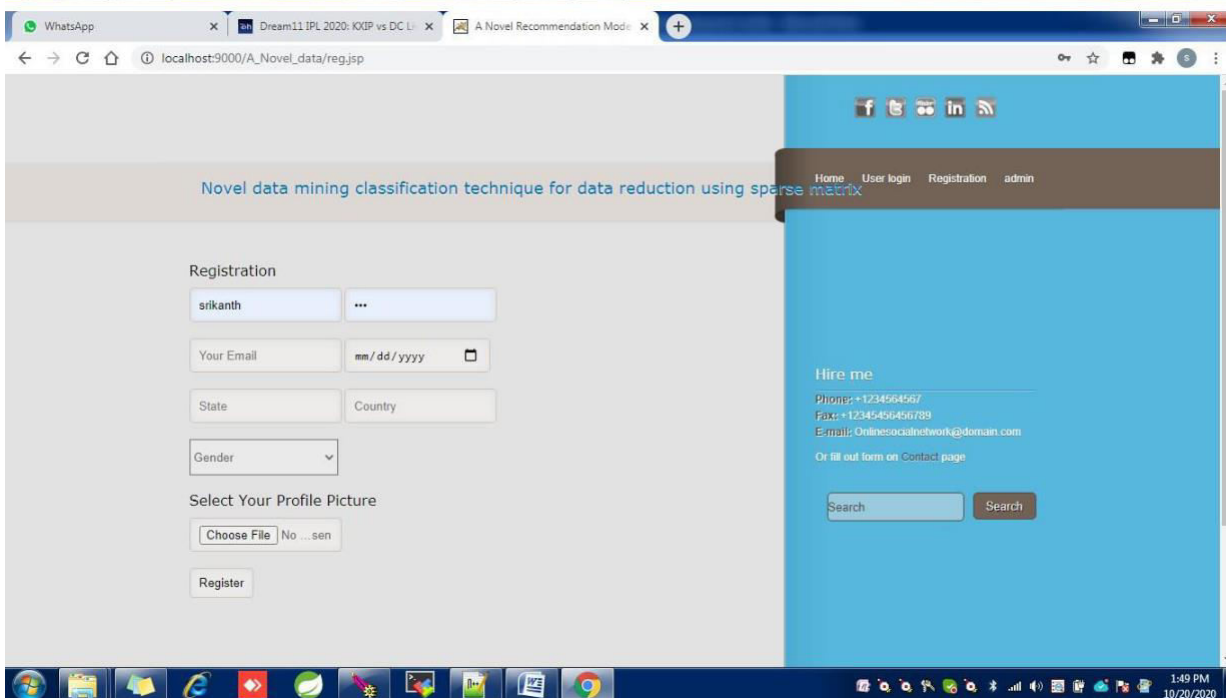 WhatsApp
Dream11 IPL 2020: KXIP vs DC Li
A Novel Recommendation Mode
localhost:9000/A_Novel_data/reg.jsp
Home User login Registration admin
Novel data mining classification technique for data reduction using sparse matrix
Registration
srikanth •••
Your Email mm/dd/yyyy
State Country
Gender
Select Your Profile Picture
Choose File No ...sen
Register
Hire me
Phone: +1234564567
Fax: +12345456456789
E-mail: Onlinesocialnetwork@domain.com
Or fill out form on Contact page
Search Search
1:49 PM